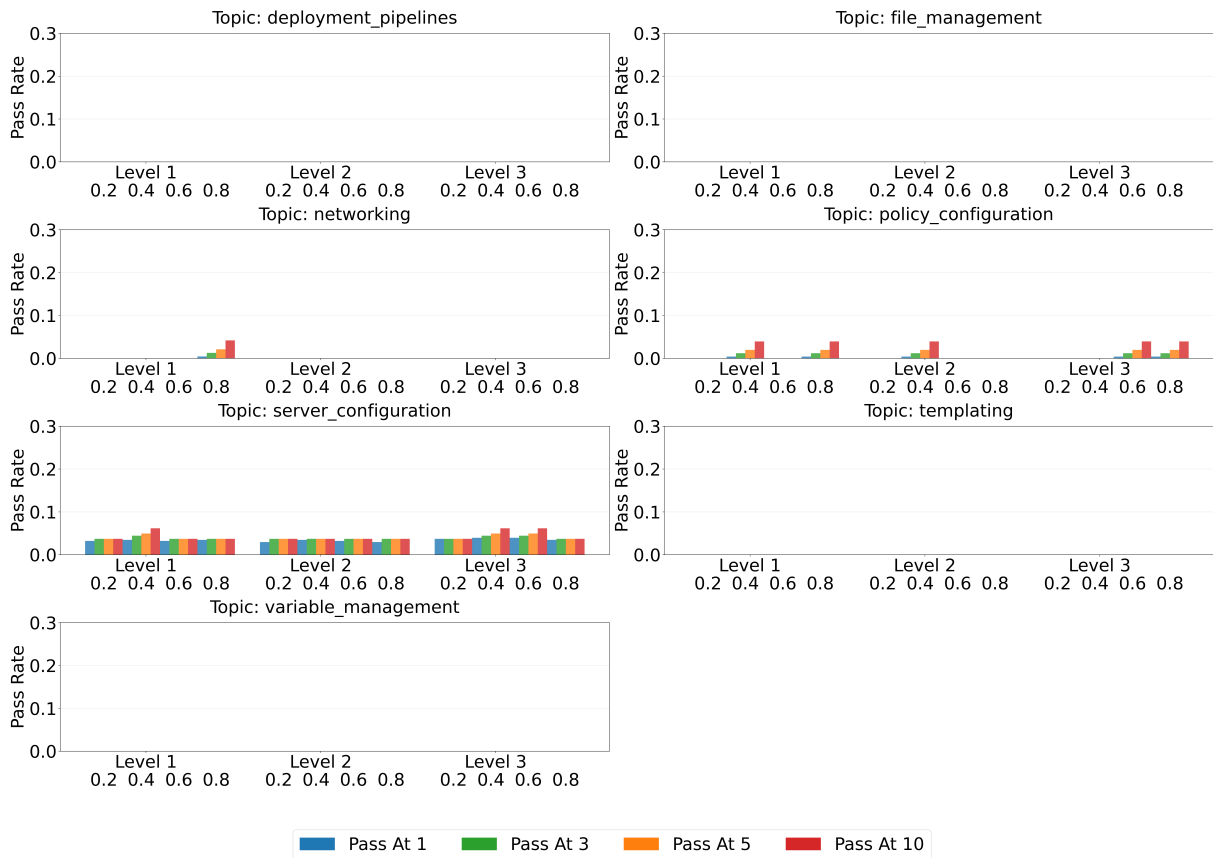 Topic: deployment_pipelines
Pass Rate
0.3
0.2
0.1
0.0
Level 1 Level 2 Level 3
0.2 0.4 0.6 0.8 0.2 0.4 0.6 0.8 0.2 0.4 0.6 0.8
Topic: file_management
Pass Rate
0.3
0.2
0.1
0.0
Level 1 Level 2 Level 3
0.2 0.4 0.6 0.8 0.2 0.4 0.6 0.8 0.2 0.4 0.6 0.8
Topic: networking
Pass Rate
0.3
0.2
0.1
0.0
Level 1 Level 2 Level 3
0.2 0.4 0.6 0.8 0.2 0.4 0.6 0.8 0.2 0.4 0.6 0.8
Topic: policy_configuration
Pass Rate
0.3
0.2
0.1
0.0
Level 1 Level 2 Level 3
0.2 0.4 0.6 0.8 0.2 0.4 0.6 0.8 0.2 0.4 0.6 0.8
Topic: server_configuration
Pass Rate
0.3
0.2
0.1
0.0
Level 1 Level 2 Level 3
0.2 0.4 0.6 0.8 0.2 0.4 0.6 0.8 0.2 0.4 0.6 0.8
Topic: templating
Pass Rate
0.3
0.2
0.1
0.0
Level 1 Level 2 Level 3
0.2 0.4 0.6 0.8 0.2 0.4 0.6 0.8 0.2 0.4 0.6 0.8
Topic: variable_management
Pass Rate
0.3
0.2
0.1
0.0
Level 1 Level 2 Level 3
0.2 0.4 0.6 0.8 0.2 0.4 0.6 0.8 0.2 0.4 0.6 0.8
Pass At 1 Pass At 3 Pass At 5 Pass At 10